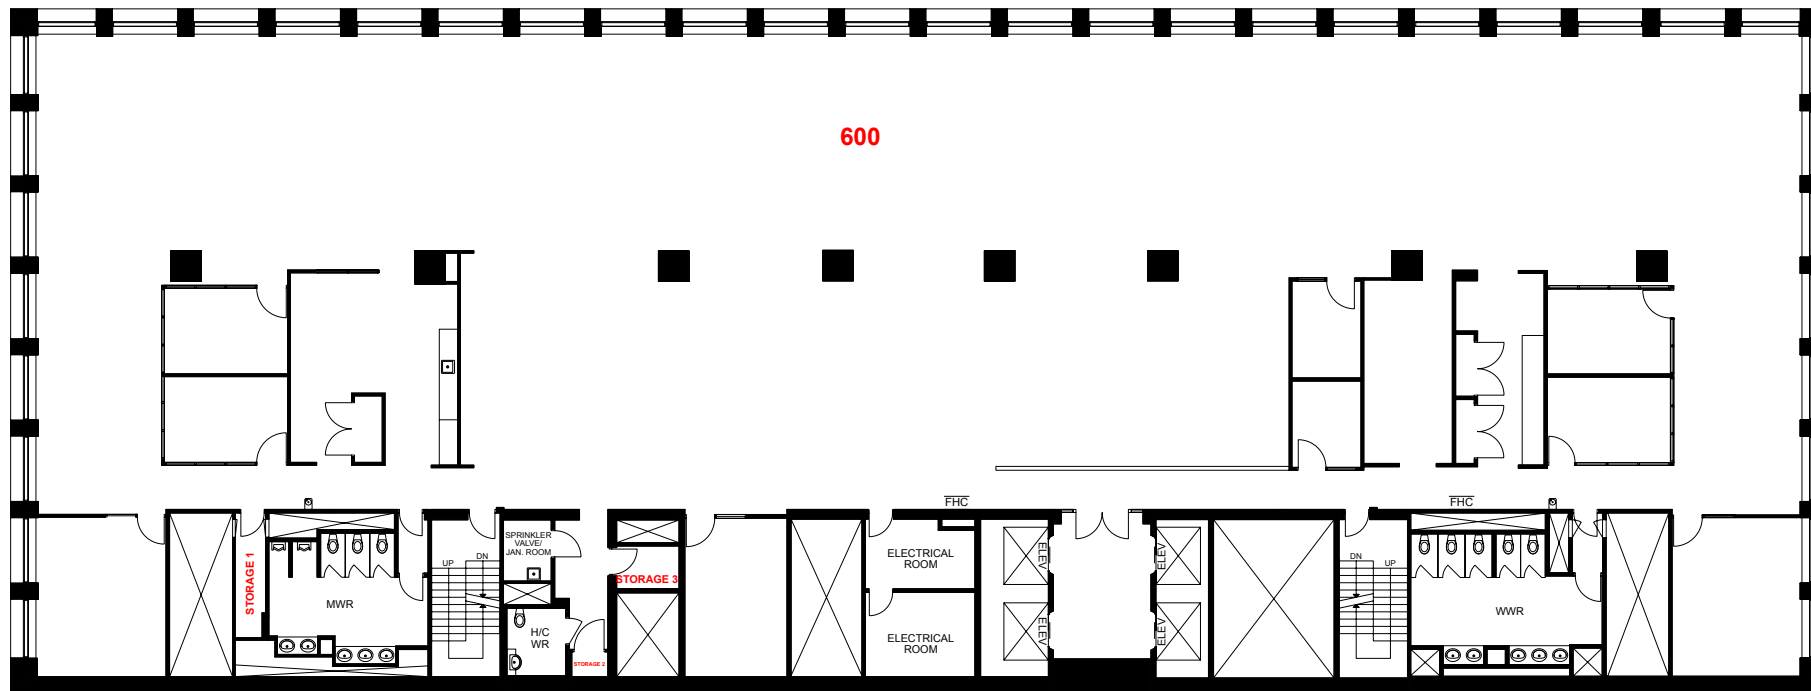 600
FHC
FHC
SPRINKLER
VALVE/
JAN. ROOM
DN
UP
STORAGE 1
MWR
H/C
WR
STORAGE 2
STORAGE 3
ELECTRICAL
ROOM
ELECTRICAL
ROOM
ELEV
ELEV
ELEV
ELEV
DN
UP
WWR